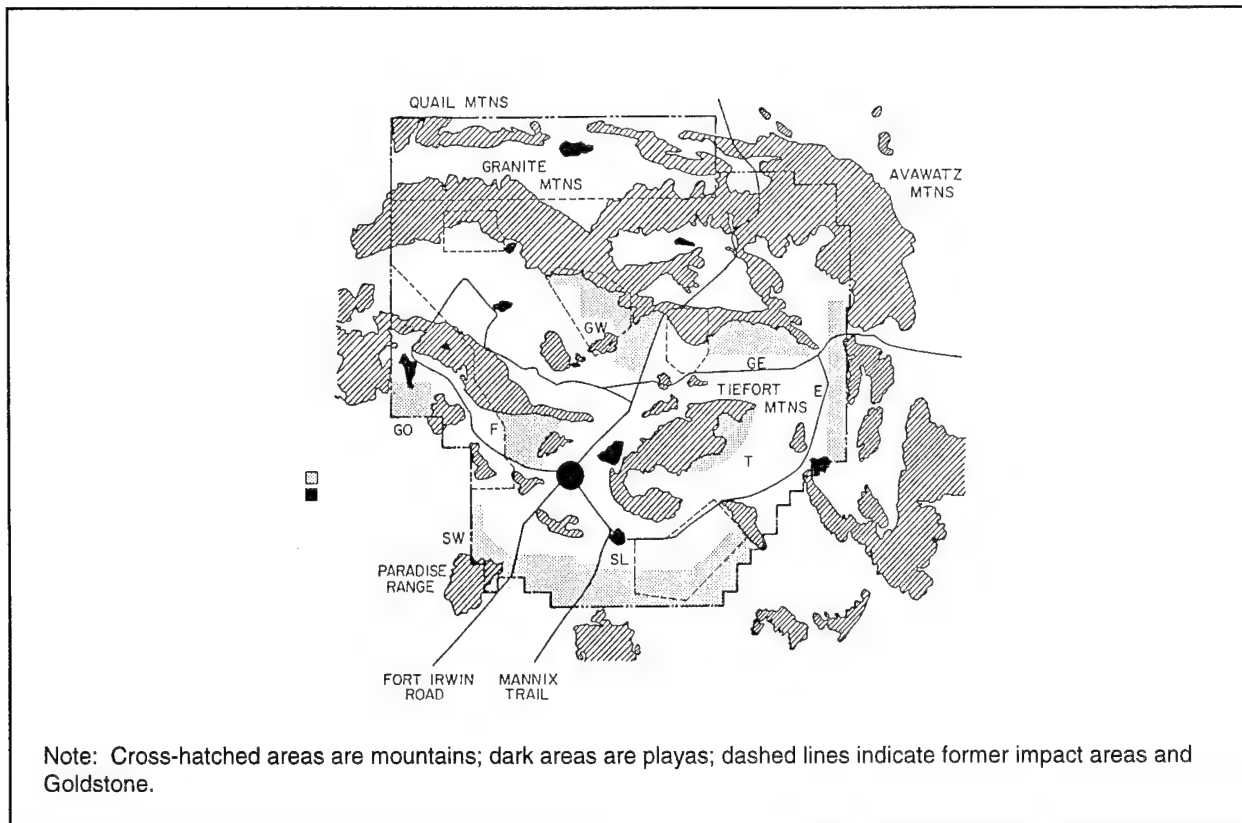 QUAIL MTNS
GRANITE
MTNS
AVAWATZ
MTNS
GW
GE
TIEFORT
MTNS
E
GO
F
T
SW
SL
PARADISE
RANGE
FORT IRWIN
ROAD
MANNIX
TRAIL
Note: Cross-hatched areas are mountains; dark areas are playas; dashed lines indicate former impact areas and
Goldstone.